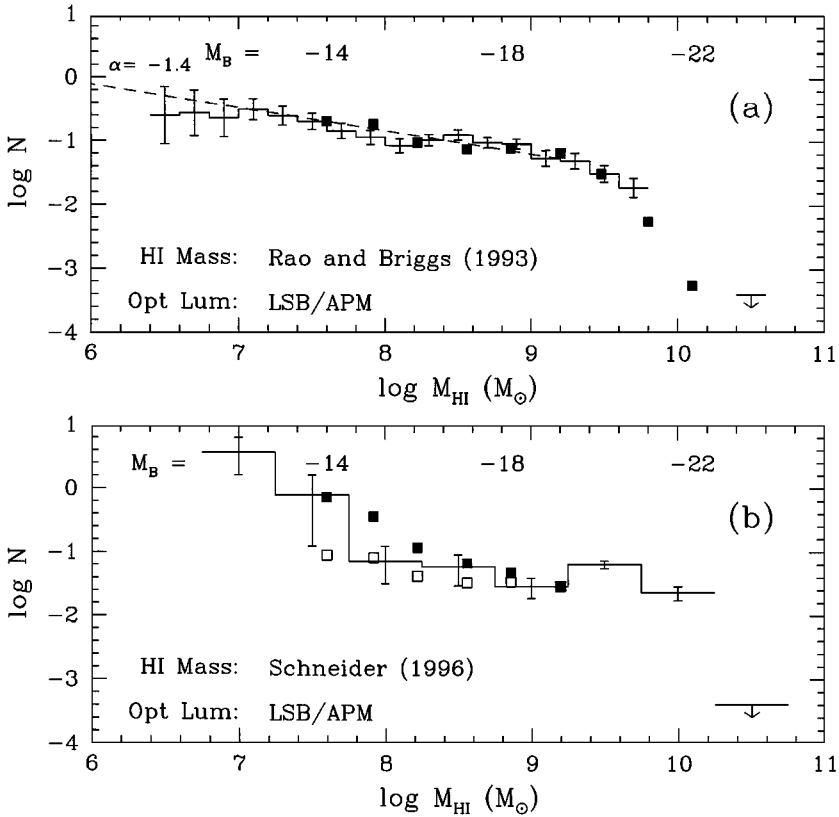 1
0
−1
−2
−3
−4
log N
α= −1.4
M_B = −14 −18 −22
(a)
HI Mass: Rao and Briggs (1993)
Opt Lum: LSB/APM
6 7 8 9 10 11
log M_HI (M_⊙)
1
0
−1
−2
−3
−4
log N
M_B = −14 −18 −22
(b)
HI Mass: Schneider (1996)
Opt Lum: LSB/APM
6 7 8 9 10 11
log M_HI (M_⊙)